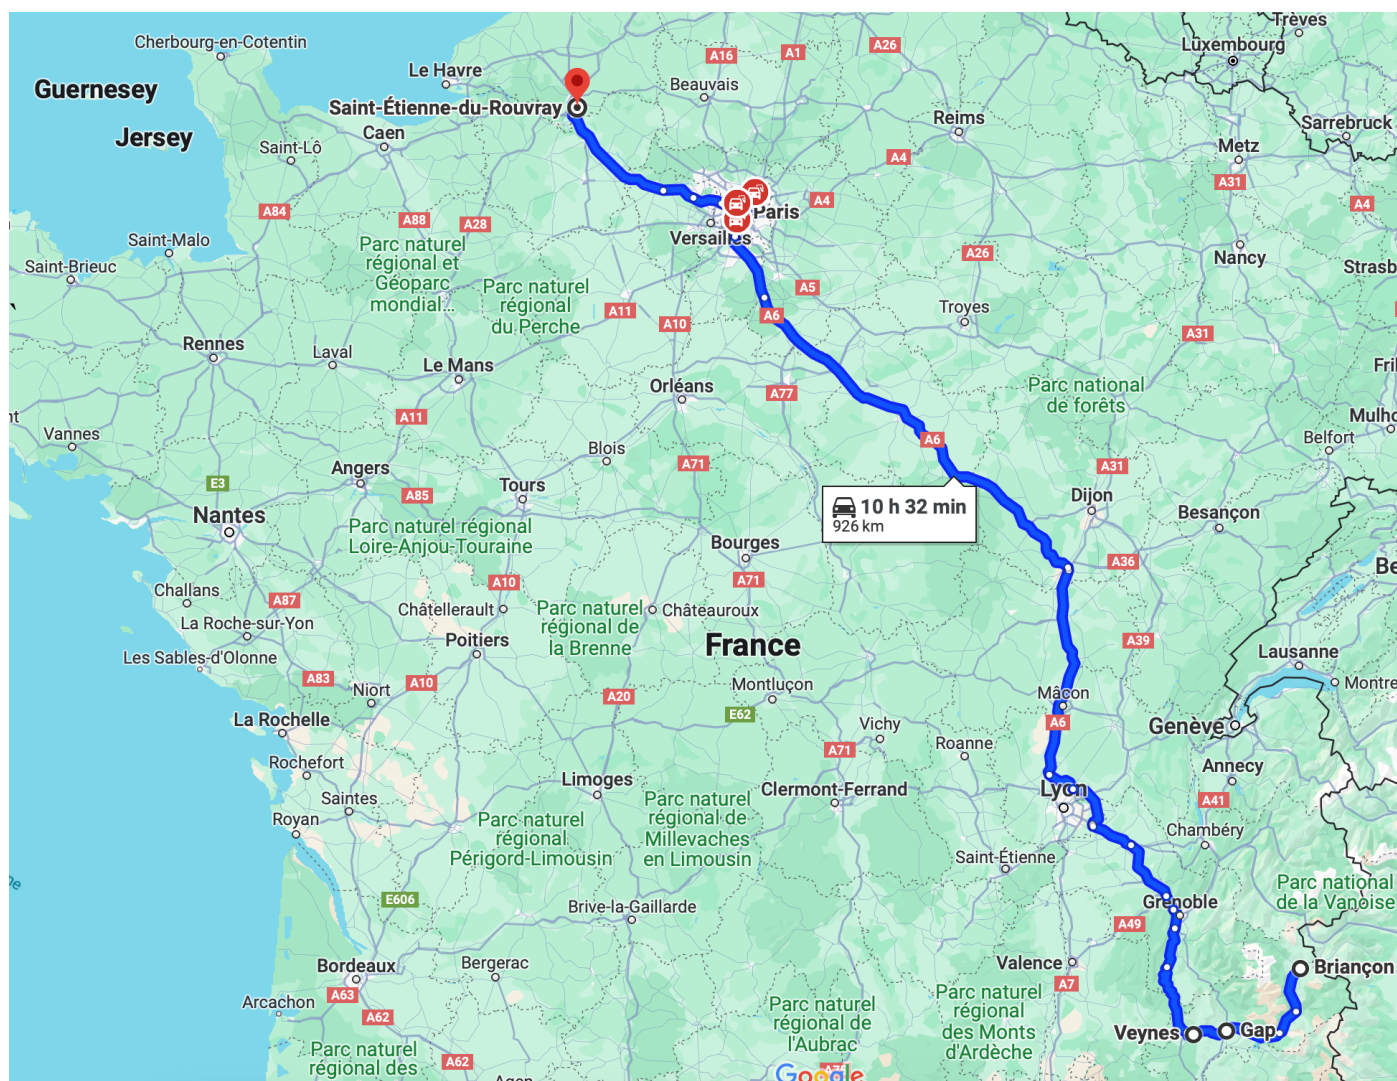 Trèves
Cherbourg-en-Cotentin
A16
A1
A26
Luxembourg
Le Havre
Beauvais
Guernesey
Saint-Étienne-du-Rouvray
Reims
Sarrebruck
Jersey
Caen
Saint-Lô
Metz
A4
A31
A4
A4
Paris
A84
A88
A28
Versailles
Saint-Malo
Parc naturel
régional et
Géoparc
mondial...
A26
Nancy
Saint-Brieuc
Strasb
Parc naturel
régional
du Perche
A5
A11
A10
A6
Troyes
A31
Rennes
Laval
Le Mans
Fri
Orléans
A77
Parc national
de forêts
A11
Mulho
nt
Vannes
A6
Belfort
Blois
A71
Angers
A31
E3
A85
Tours
Dijon
10 h 32 min
926 km
Nantes
Besançon
Parc naturel régional
Loire-Anjou-Touraine
Bourges
A36
Be
A71
A10
Challans
A87
Châtellerault
Parc naturel
régional de
la Brenne
Châteauroux
La Roche-sur-Yon
Poitiers
France
A39
Les Sables-d'Olonne
Lausanne
A83
A10
Niort
Montluçon
Montre
A20
Mâcon
La Rochelle
E62
Vichy
A6
Genève
Roanne
A71
Rochefort
Limoges
Annecy
Clermont-Ferrand
Lyon
Saintes
A41
Royan
Parc naturel
régional de
Millevaches
en Limousin
Parc naturel
régional
Périgord-Limousin
Chambéry
Saint-Étienne
Parc national
de la Vanoise
E606
Brive-la-Gaillarde
Grenoble
A49
Bordeaux
Bergerac
Valence
Briançon
A7
A63
Arcachon
A62
Parc naturel
régional de
l'Aubrac
Parc naturel
régional
des Monts
d'Ardèche
Veynes
Gap
Parc naturel
régional des
A62
Google